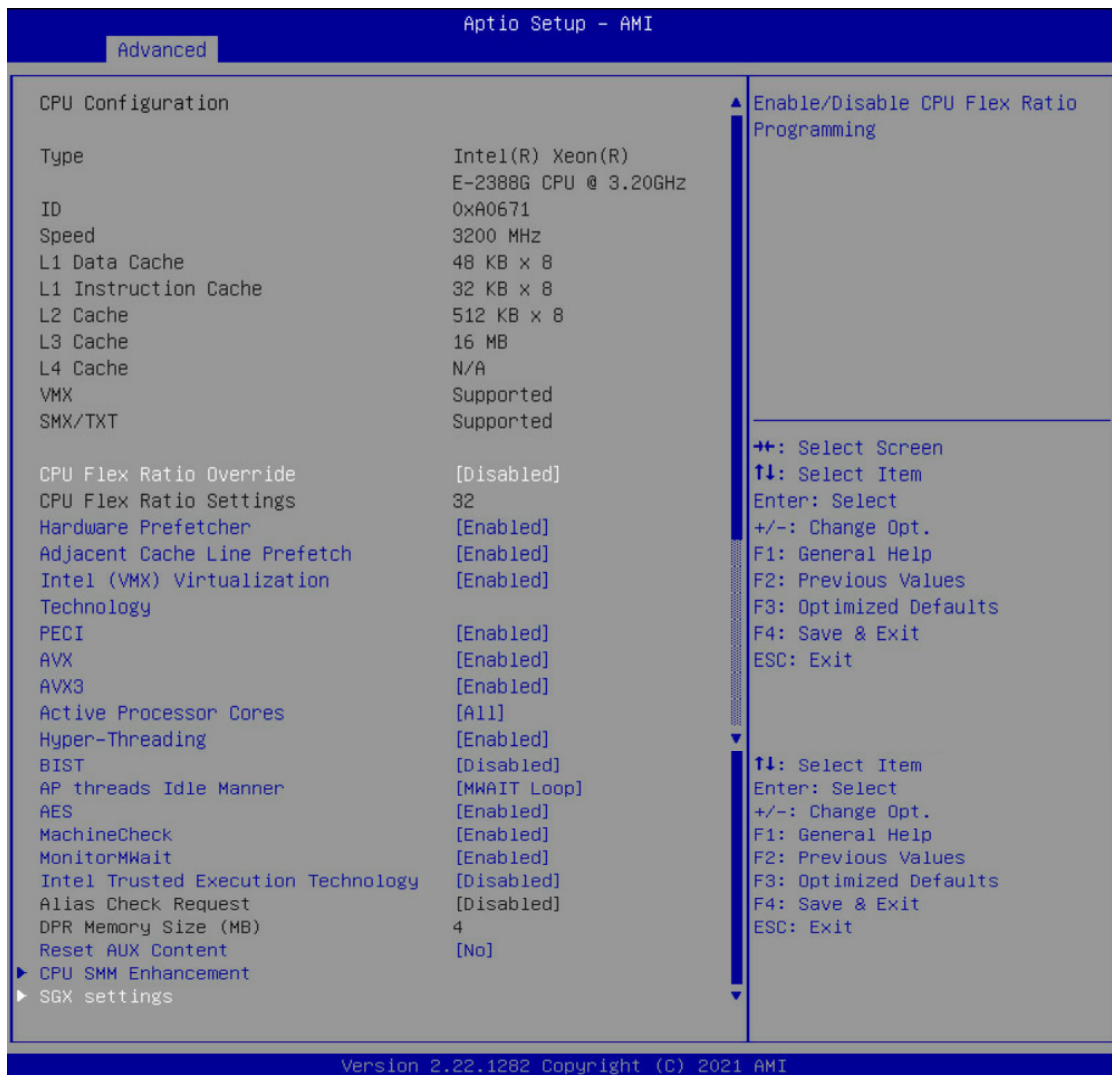 Aptio Setup – AMI
Advanced
CPU Configuration
Type Intel(R) Xeon(R)
E-2388G CPU @ 3.20GHz
ID 0xA0671
Speed 3200 MHz
L1 Data Cache 48 KB x 8
L1 Instruction Cache 32 KB x 8
L2 Cache 512 KB x 8
L3 Cache 16 MB
L4 Cache N/A
VMX Supported
SMX/TXT Supported
CPU Flex Ratio Override [Disabled]
CPU Flex Ratio Settings 32
Hardware Prefetcher [Enabled]
Adjacent Cache Line Prefetch [Enabled]
Intel (VMX) Virtualization [Enabled]
Technology
PECI [Enabled]
AVX [Enabled]
AVX3 [Enabled]
Active Processor Cores [All]
Hyper-Threading [Enabled]
BIST [Disabled]
AP threads Idle Manner [MWAIT Loop]
AES [Enabled]
MachineCheck [Enabled]
MonitorMWait [Enabled]
Intel Trusted Execution Technology [Disabled]
Alias Check Request [Disabled]
DPR Memory Size (MB) 4
Reset AUX Content [No]
▶ CPU SMM Enhancement
▶ SGX settings
Enable/Disable CPU Flex Ratio
Programming
→←: Select Screen
↑↓: Select Item
Enter: Select
+/-: Change Opt.
F1: General Help
F2: Previous Values
F3: Optimized Defaults
F4: Save & Exit
ESC: Exit
↑↓: Select Item
Enter: Select
+/-: Change Opt.
F1: General Help
F2: Previous Values
F3: Optimized Defaults
F4: Save & Exit
ESC: Exit
Version 2.22.1282 Copyright (C) 2021 AMI